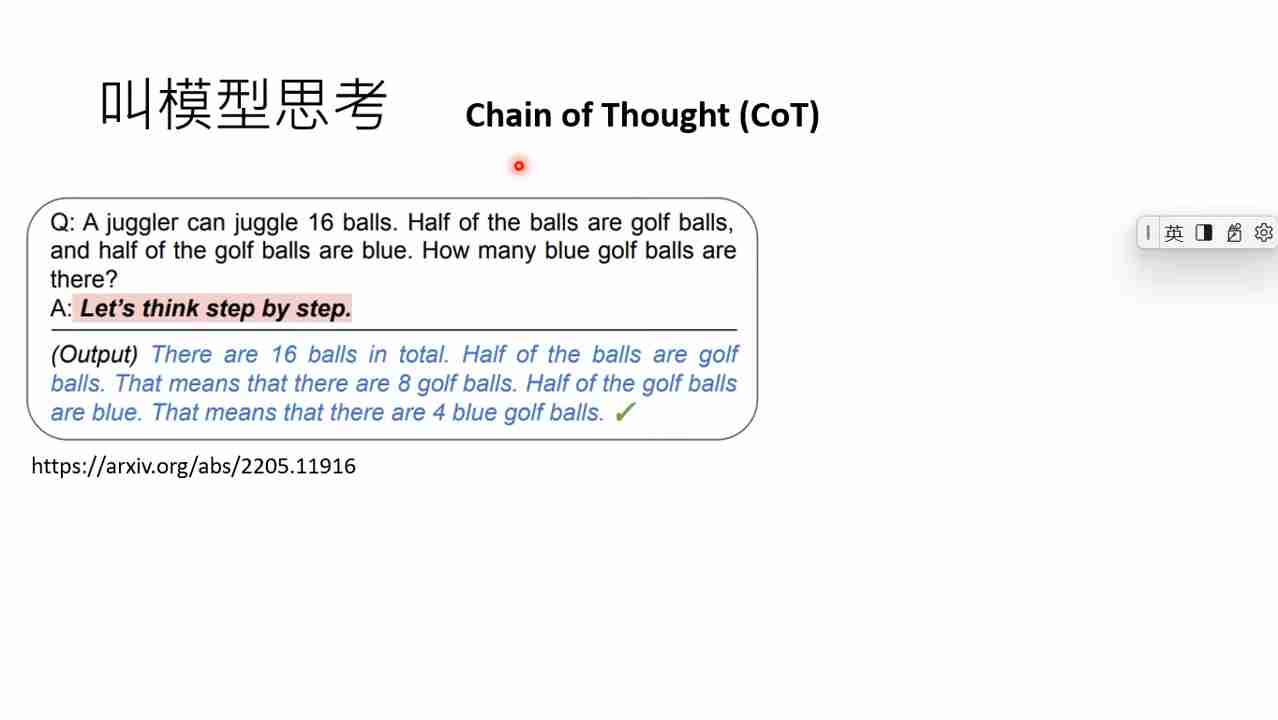 叫模型思考
Chain of Thought (CoT)
Q: A juggler can juggle 16 balls. Half of the balls are golf balls,
and half of the golf balls are blue. How many blue golf balls are
there?
A: Let’s think step by step.
(Output) There are 16 balls in total. Half of the balls are golf
balls. That means that there are 8 golf balls. Half of the golf balls
are blue. That means that there are 4 blue golf balls. ✓
https://arxiv.org/abs/2205.11916
英